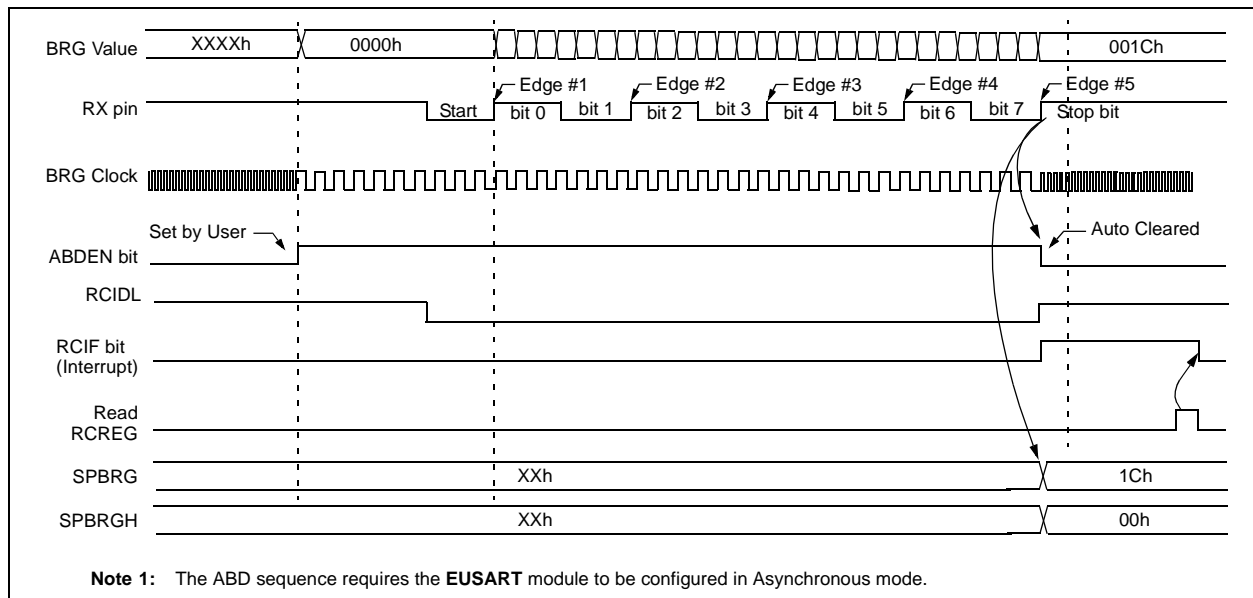 BRG Value XXXXh 0000h 001Ch
Edge #1 Edge #2 Edge #3 Edge #4 Edge #5
RX pin Start bit 0 bit 1 bit 2 bit 3 bit 4 bit 5 bit 6 bit 7 Stop bit
BRG Clock
Set by User Auto Cleared
ABDEN bit
RCIDL
RCIF bit
(Interrupt)
Read
RCREG
SPBRG XXh 1Ch
SPBRGH XXh 00h
Note 1: The ABD sequence requires the EUSART module to be configured in Asynchronous mode.